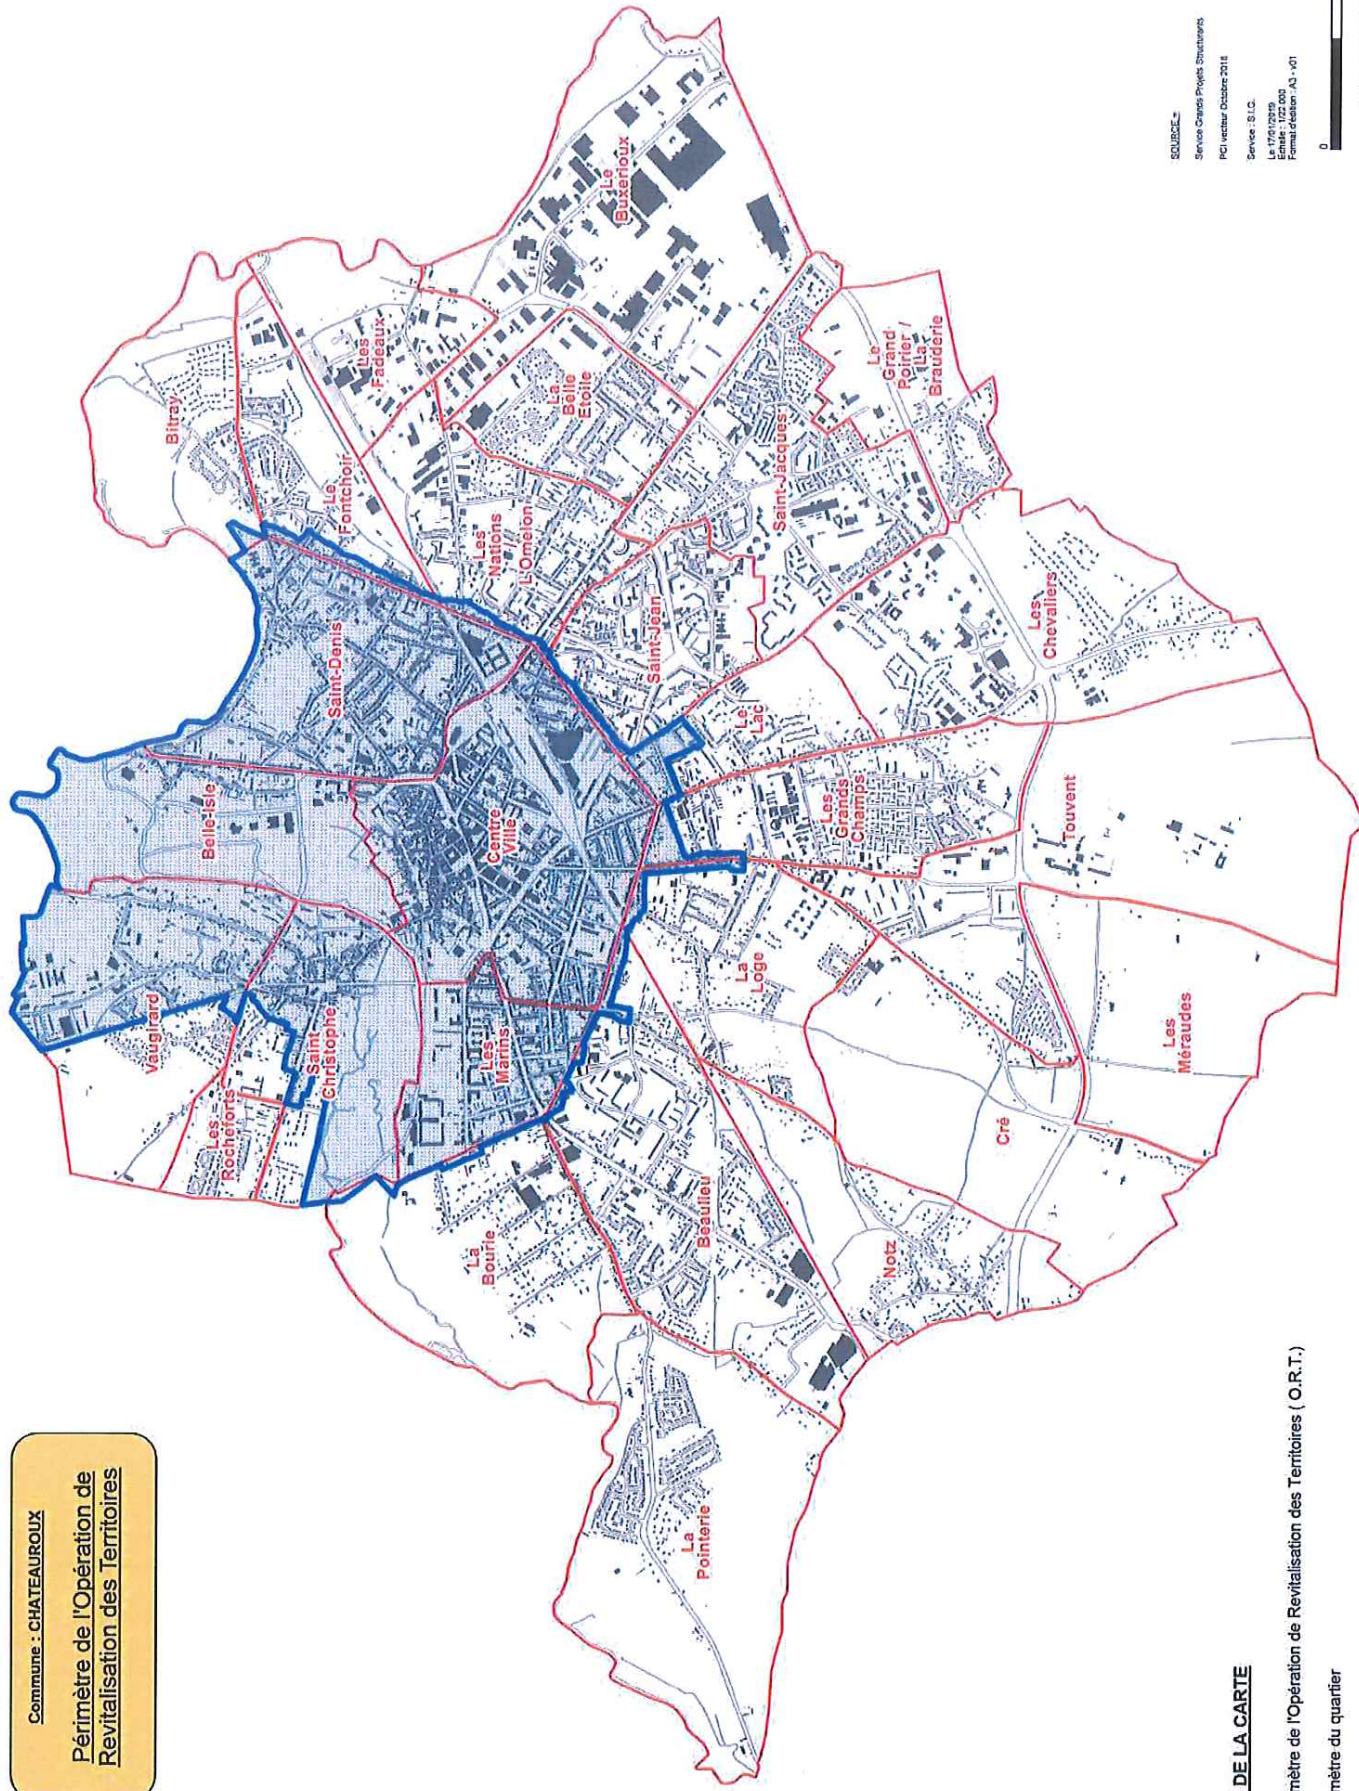 Commune : CHATEAUROUX
Périmètre de l'Opération de
Revitalisation des Territoires
Vaugirard
Les
Rocheforts
Saint
Christophe
Belle-Isle
Saint-Denis
Bitray
Le
Fontchoir
Les
Fadeaux
Le
Buxerioux
La
Belle
Etoile
Les
Nations
/
L'Omelon
Centre
Ville
Les
Marins
La
Bourie
Beaulieu
La
Pointerie
Notz
La
Loge
Cré
Les
Méraudes
Touvent
Les
Grands
Champs
Le
Lac
Saint-Jean
Saint-Jacques
Le
Grand
Poirier /
La
Brauderie
Les
Chevaliers
DE LA CARTE
mètre de l'Opération de Revitalisation des Territoires ( O.R.T.)
mètre du quartier
SOURCE :
Service Grands Projets Structurants
PCI vecteur Octobre 2018
Service : S.I.G.
Le 17/01/2019
Echelle : 1/22 000
Format d'édition : A3 - v01
0